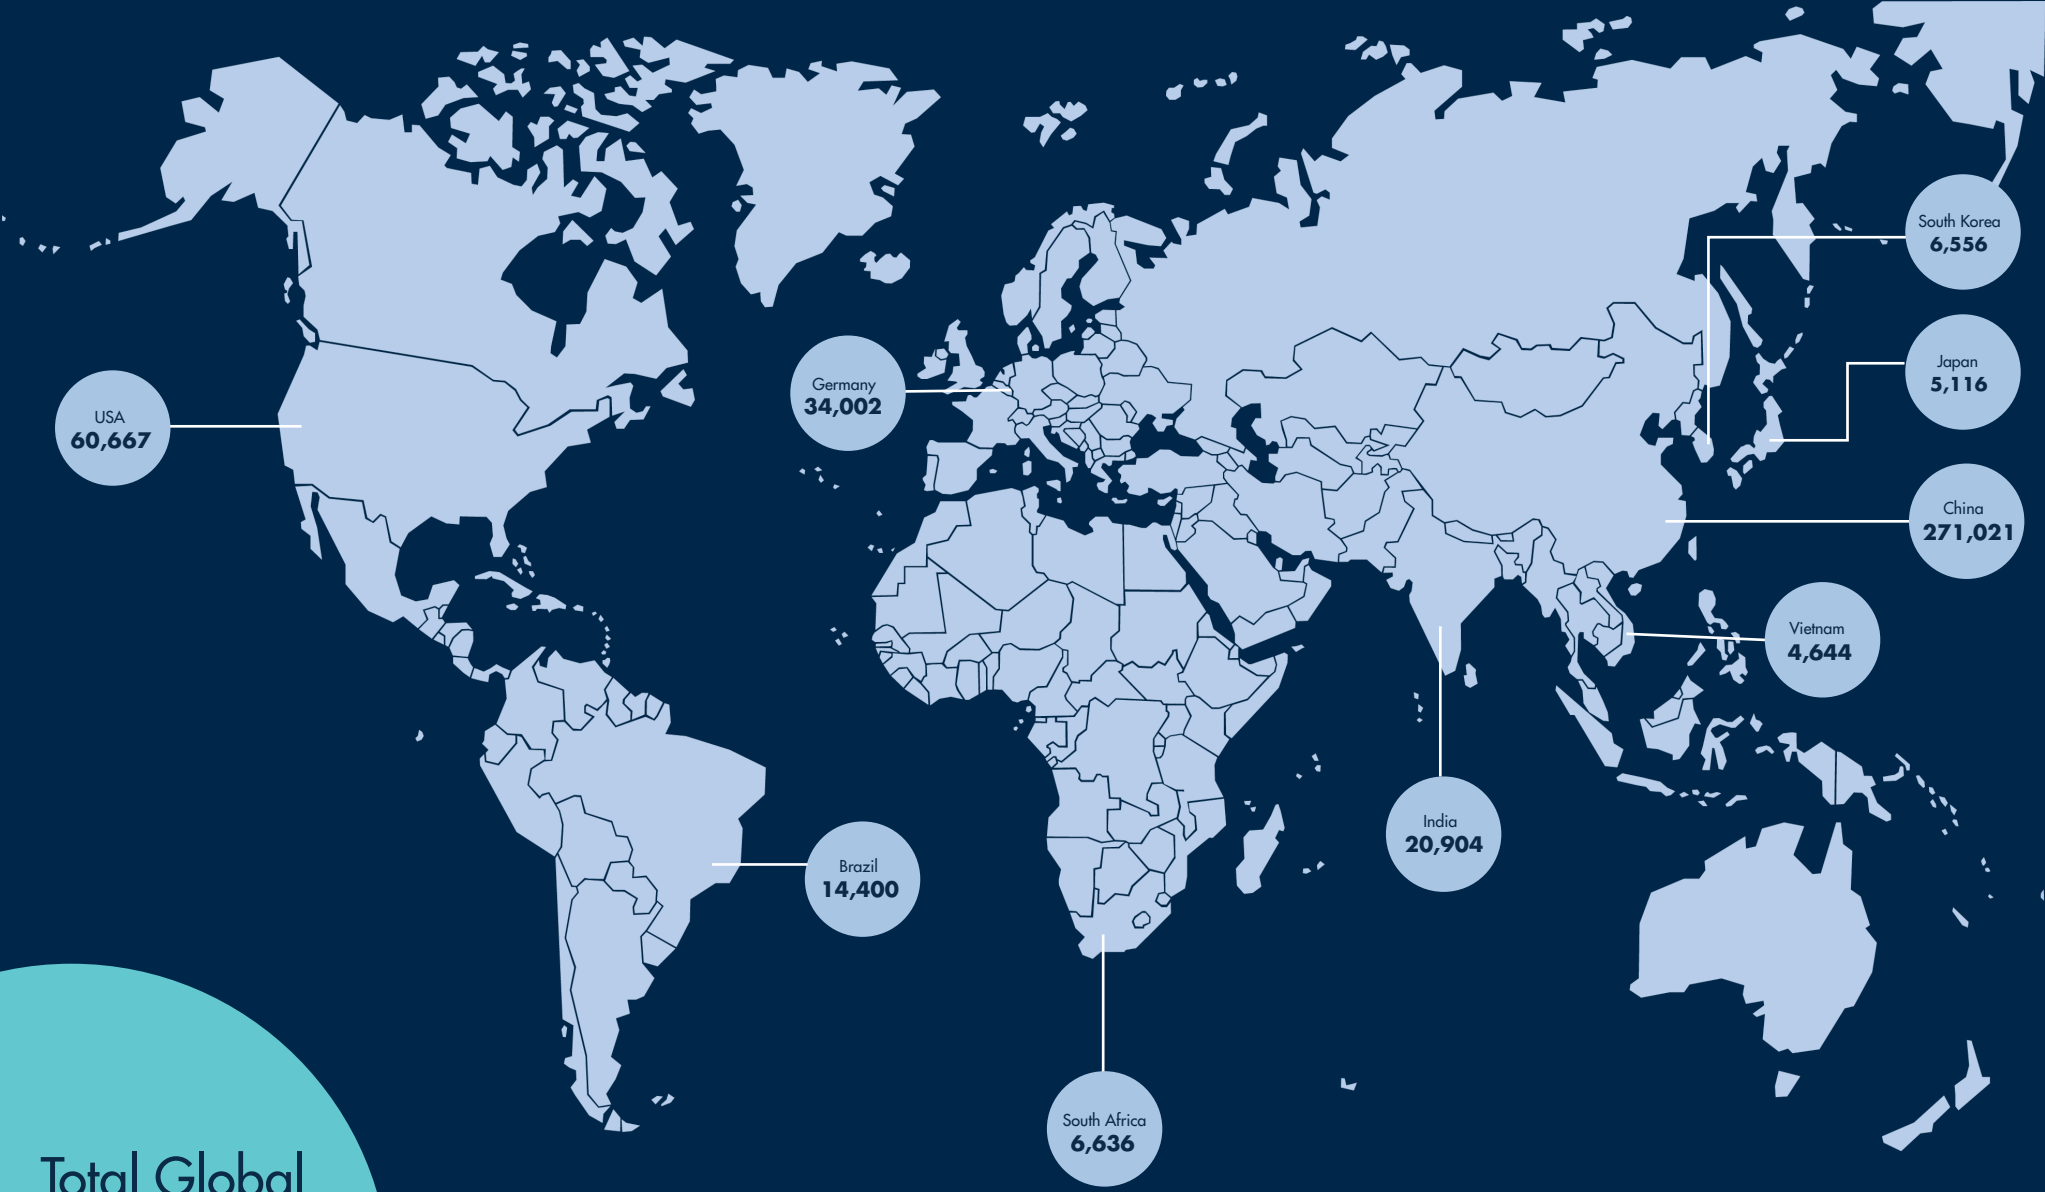 South Korea
6,556
Japan
5,116
Germany
34,002
USA
60,667
China
271,021
Vietnam
4,644
India
20,904
Brazil
14,400
South Africa
6,636
Total Global